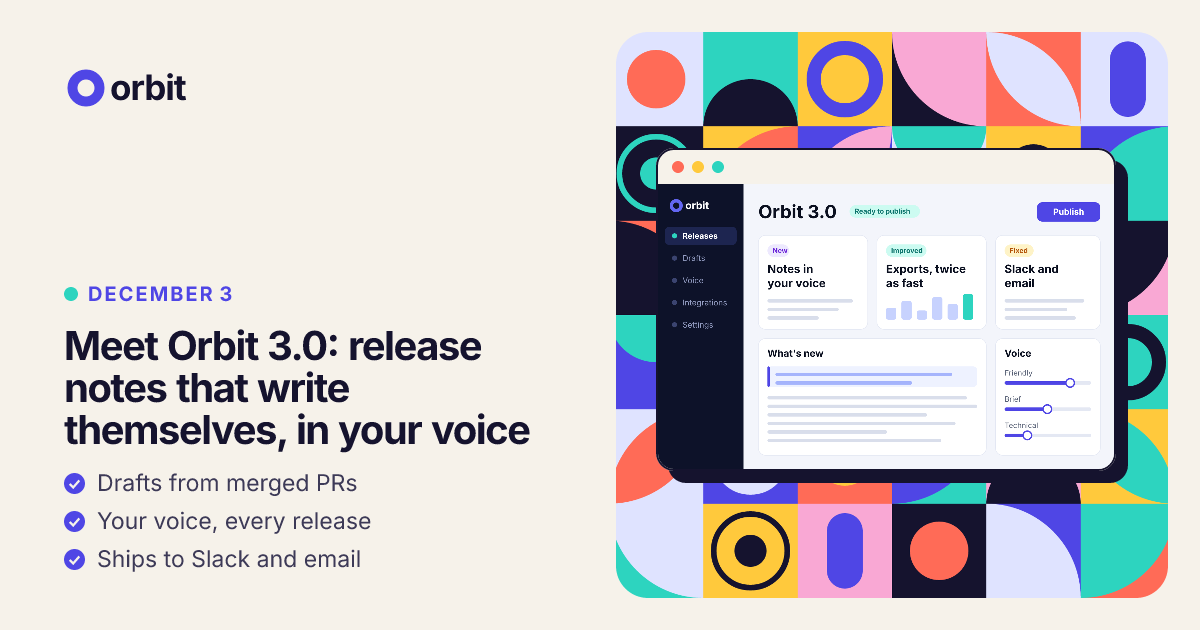 orbit
DECEMBER 3
Meet Orbit 3.0: release
notes that write
themselves, in your voice
Drafts from merged PRs
Your voice, every release
Ships to Slack and email
orbit
Releases
Drafts
Voice
Integrations
Settings
Orbit 3.0
Ready to publish
Publish
New
Notes in
your words
Improved
Exports, twice
as fast
Fixed
Slack and
email
What's new
Voice
Friendly
Brief
Technical